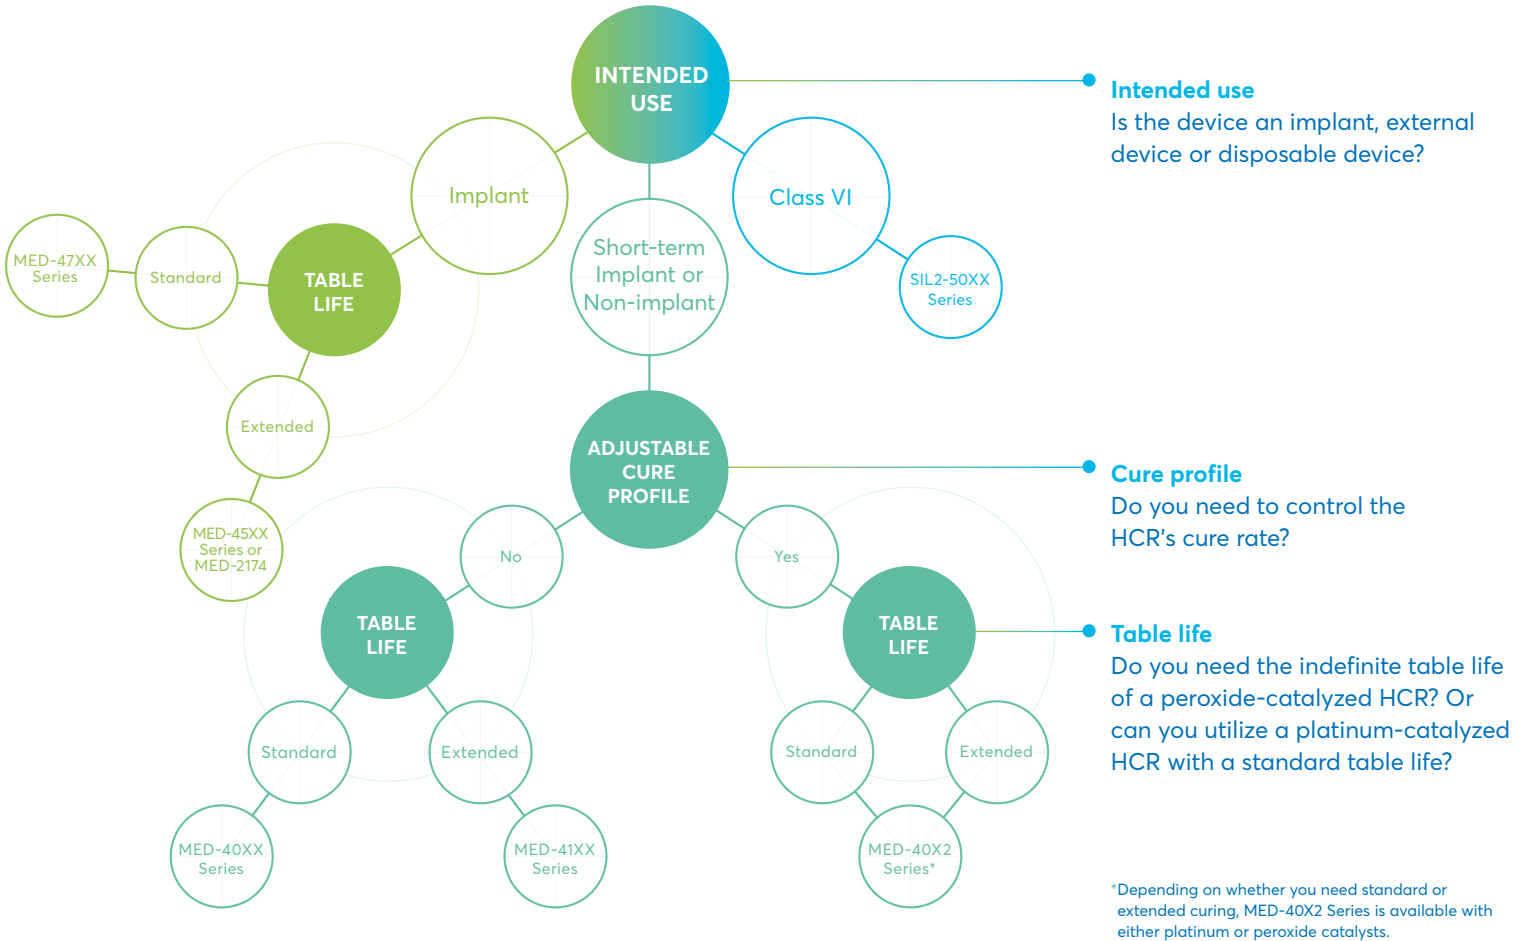 INTENDED
USE
Intended use
Is the device an implant, external
device or disposable device?
Implant
Class VI
Short-term
Implant or
Non-implant
MED-47XX
Series
Standard
TABLE
LIFE
SIL2-50XX
Series
Extended
MED-45XX
Series or
MED-2174
ADJUSTABLE
CURE
PROFILE
Cure profile
Do you need to control the
HCR's cure rate?
No
Yes
TABLE
LIFE
TABLE
LIFE
Table life
Do you need the indefinite table life
of a peroxide-catalyzed HCR? Or
can you utilize a platinum-catalyzed
HCR with a standard table life?
Standard
Extended
Standard
Extended
MED-40XX
Series
MED-41XX
Series
MED-40X2
Series*
*Depending on whether you need standard or
extended curing, MED-40X2 Series is available with
either platinum or peroxide catalysts.